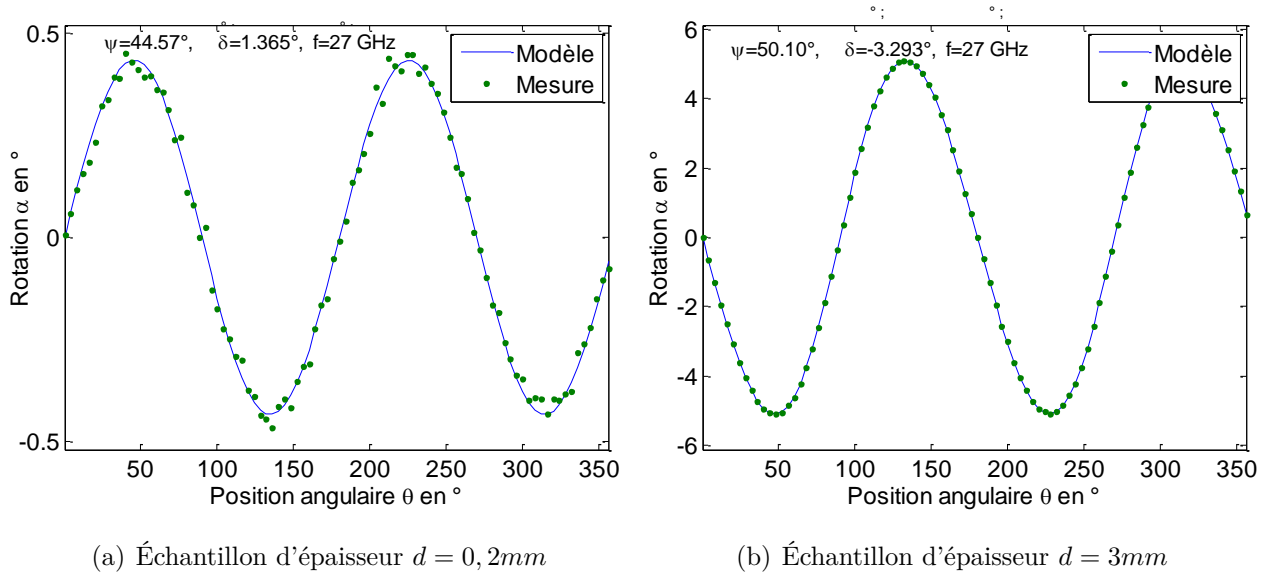 ° ; ° ;
ψ=44.57°, δ=1.365°, f=27 GHz
Modèle
Mesure
0.5
0
-0.5
Rotation α en °
50 100 150 200 250 300 350
Position angulaire θ en °
(a) Échantillon d'épaisseur d = 0, 2mm
° ; ° ;
ψ=50.10°, δ=-3.293°, f=27 GHz
Modèle
Mesure
6
4
2
0
-2
-4
-6
Rotation α en °
50 100 150 200 250 300 350
Position angulaire θ en °
(b) Échantillon d'épaisseur d = 3mm